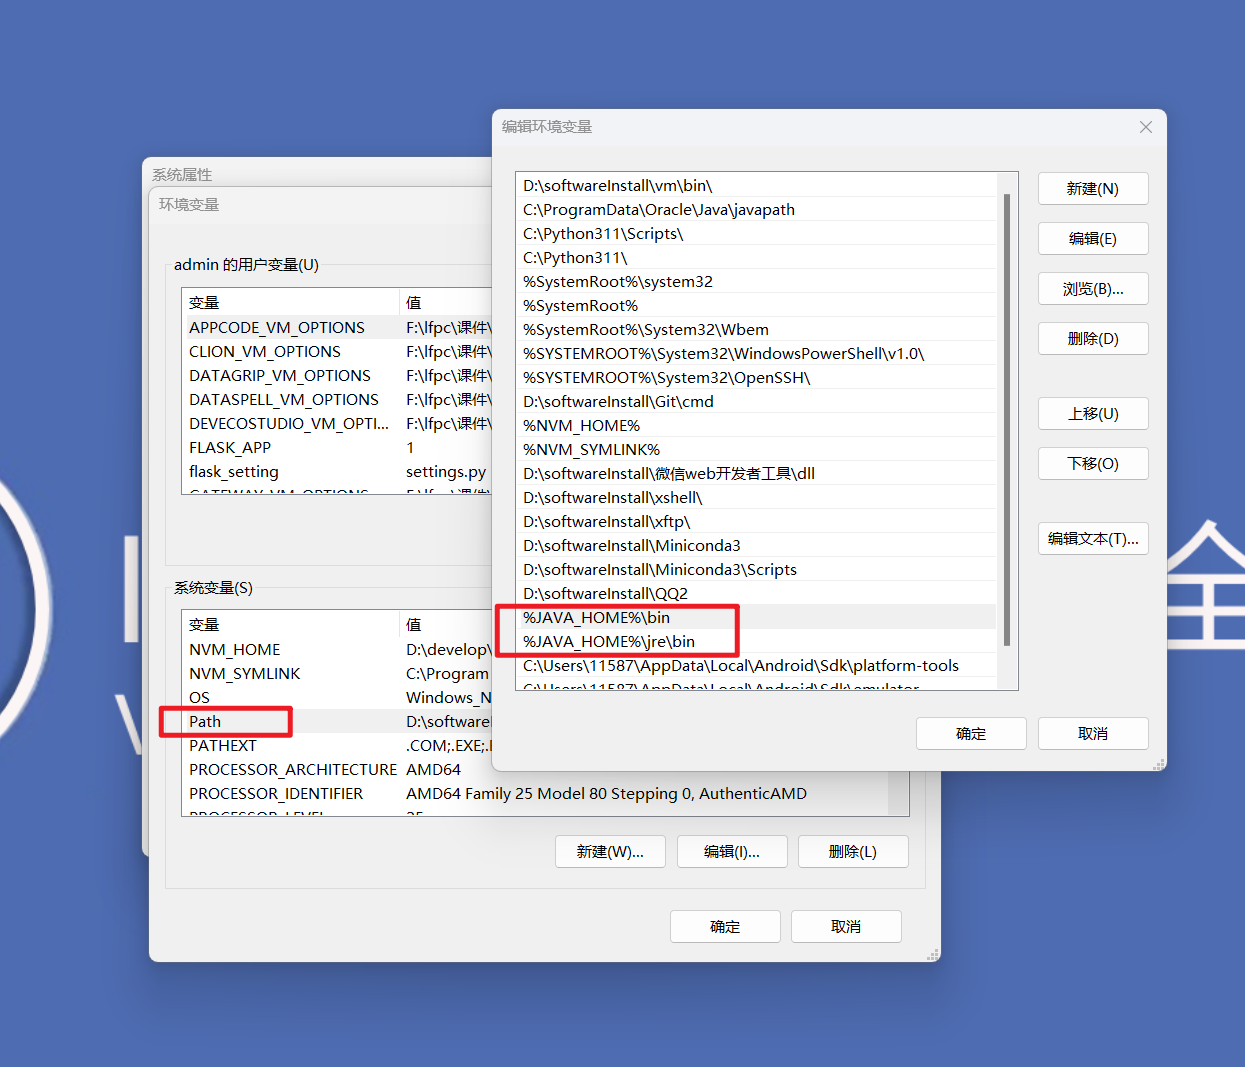 编辑环境变量
系统属性
环境变量
admin 的用户变量(U)
变量 值
APPCODE_VM_OPTIONS F:\lfpc\课件\
CLION_VM_OPTIONS F:\lfpc\课件\
DATAGRIP_VM_OPTIONS F:\lfpc\课件\
DATASPELL_VM_OPTIONS F:\lfpc\课件\
DEVECOSTUDIO_VM_OPTI... F:\lfpc\课件\
FLASK_APP 1
flask_setting settings.py
GATEWAY_VM_OPTIONS F:\lfpc\课件\
系统变量(S)
变量 值
NVM_HOME D:\develop\
NVM_SYMLINK C:\Program
OS Windows_N
Path D:\software
PATHEXT .COM;.EXE;.
PROCESSOR_ARCHITECTURE AMD64
PROCESSOR_IDENTIFIER AMD64 Family 25 Model 80 Stepping 0, AuthenticAMD
PROCESSOR_LEVEL 25
新建(W)... 编辑(I)... 删除(L)
确定 取消
D:\softwareInstall\vm\bin\
C:\ProgramData\Oracle\Java\javapath
C:\Python311\Scripts\
C:\Python311\
%SystemRoot%\system32
%SystemRoot%
%SystemRoot%\System32\Wbem
%SYSTEMROOT%\System32\WindowsPowerShell\v1.0\
%SYSTEMROOT%\System32\OpenSSH\
D:\softwareInstall\Git\cmd
%NVM_HOME%
%NVM_SYMLINK%
D:\softwareInstall\微信web开发者工具\dll
D:\softwareInstall\xshell\
D:\softwareInstall\xftp\
D:\softwareInstall\Miniconda3
D:\softwareInstall\Miniconda3\Scripts
D:\softwareInstall\QQ2
%JAVA_HOME%\bin
%JAVA_HOME%\jre\bin
C:\Users\11587\AppData\Local\Android\Sdk\platform-tools
C:\Users\11587\AppData\Local\Android\Sdk\emulator
新建(N)
编辑(E)
浏览(B)...
删除(D)
上移(U)
下移(O)
编辑文本(T)...
确定 取消
全